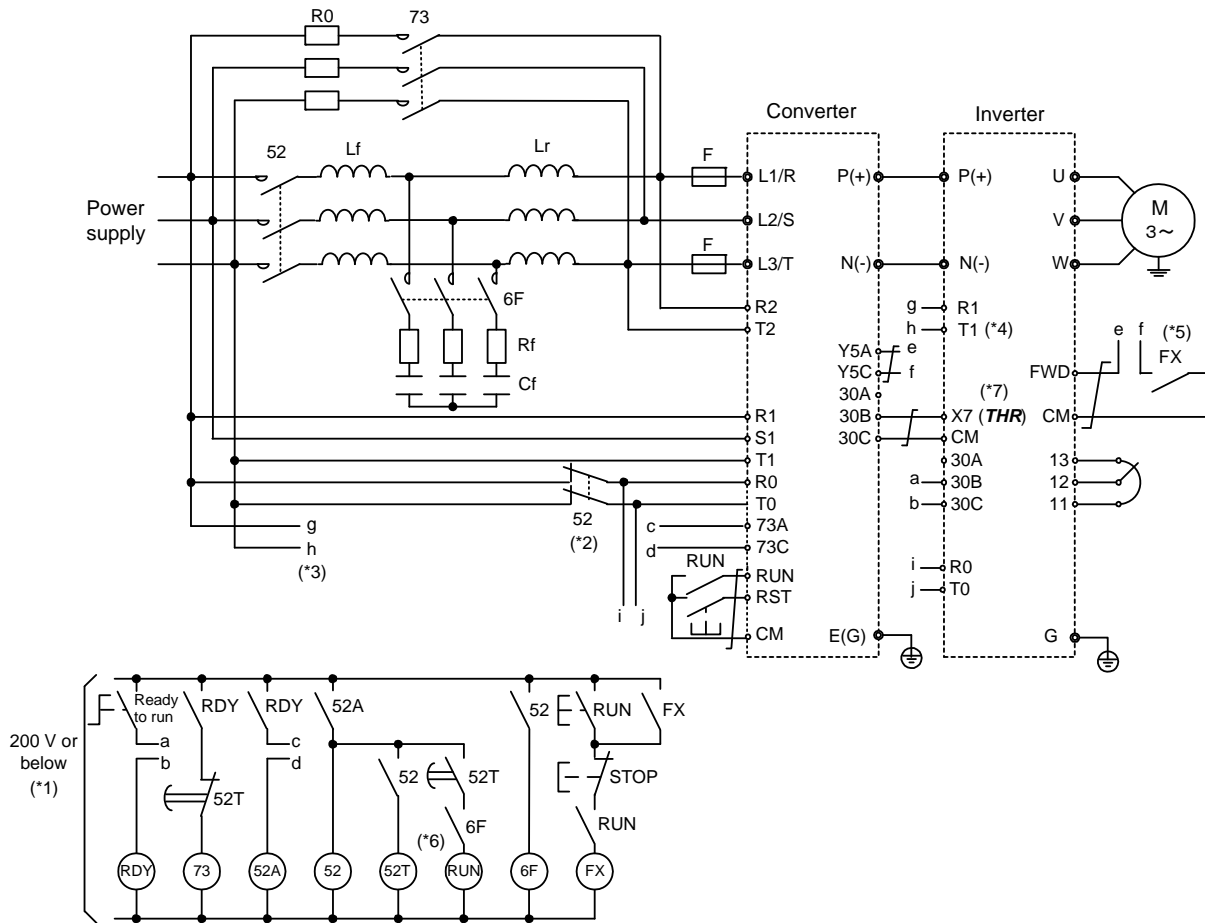 R0 73
Converter Inverter
52 Lf Lr F
L1/R P(+) P(+) U
Power
supply
L2/S V
M
3～
F
L3/T N(-) N(-) W
6F
R2 g R1
T2 h T1 (*4) e f (*5)
Rf
Y5A e FX
Cf
Y5C f FWD
30A (*7)
R1 30B X7 (THR) CM
S1 30C CM
T1 30A 13
R0 a 30B 12
T0 b 30C 11
g 52 c 73A
h (*2) d 73C
(*3)
RUN RUN i R0
RST j T0
i j CM E(G) G
Ready
to run
RDY RDY 52A 52 RUN FX
200 V or
below
(*1)
a c
b d
52 52T STOP
52T
(*6) 6F RUN
RDY 73 52A 52 52T RUN 6F FX